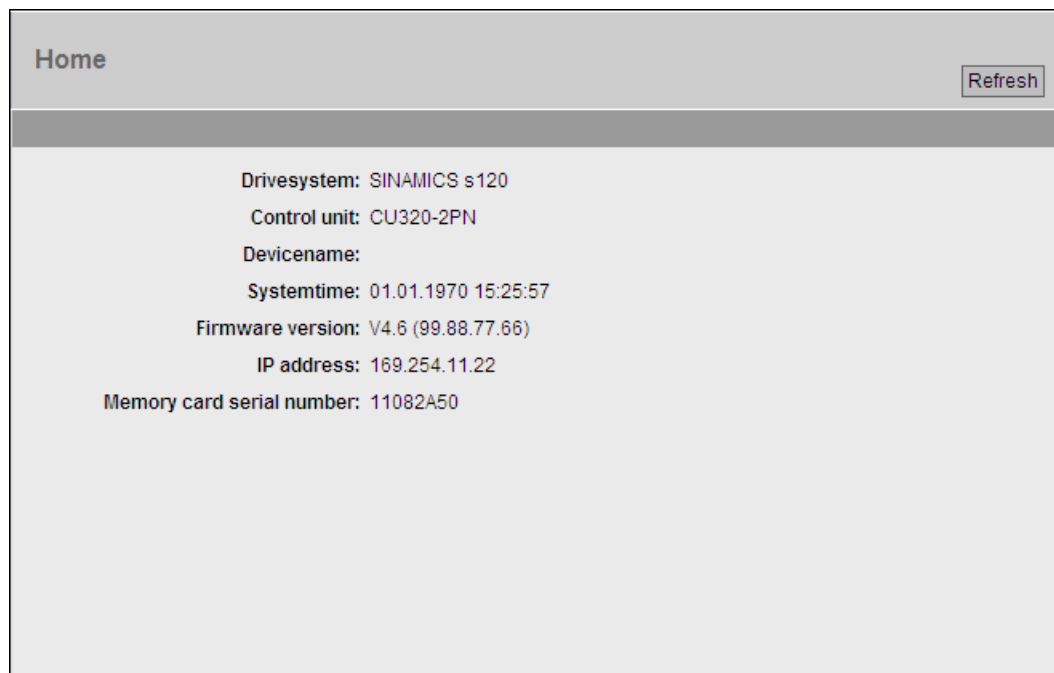 Home
Refresh
Drivesystem: SINAMICS s120
Control unit: CU320-2PN
Devicename:
Systemtime: 01.01.1970 15:25:57
Firmware version: V4.6 (99.88.77.66)
IP address: 169.254.11.22
Memory card serial number: 11082A50